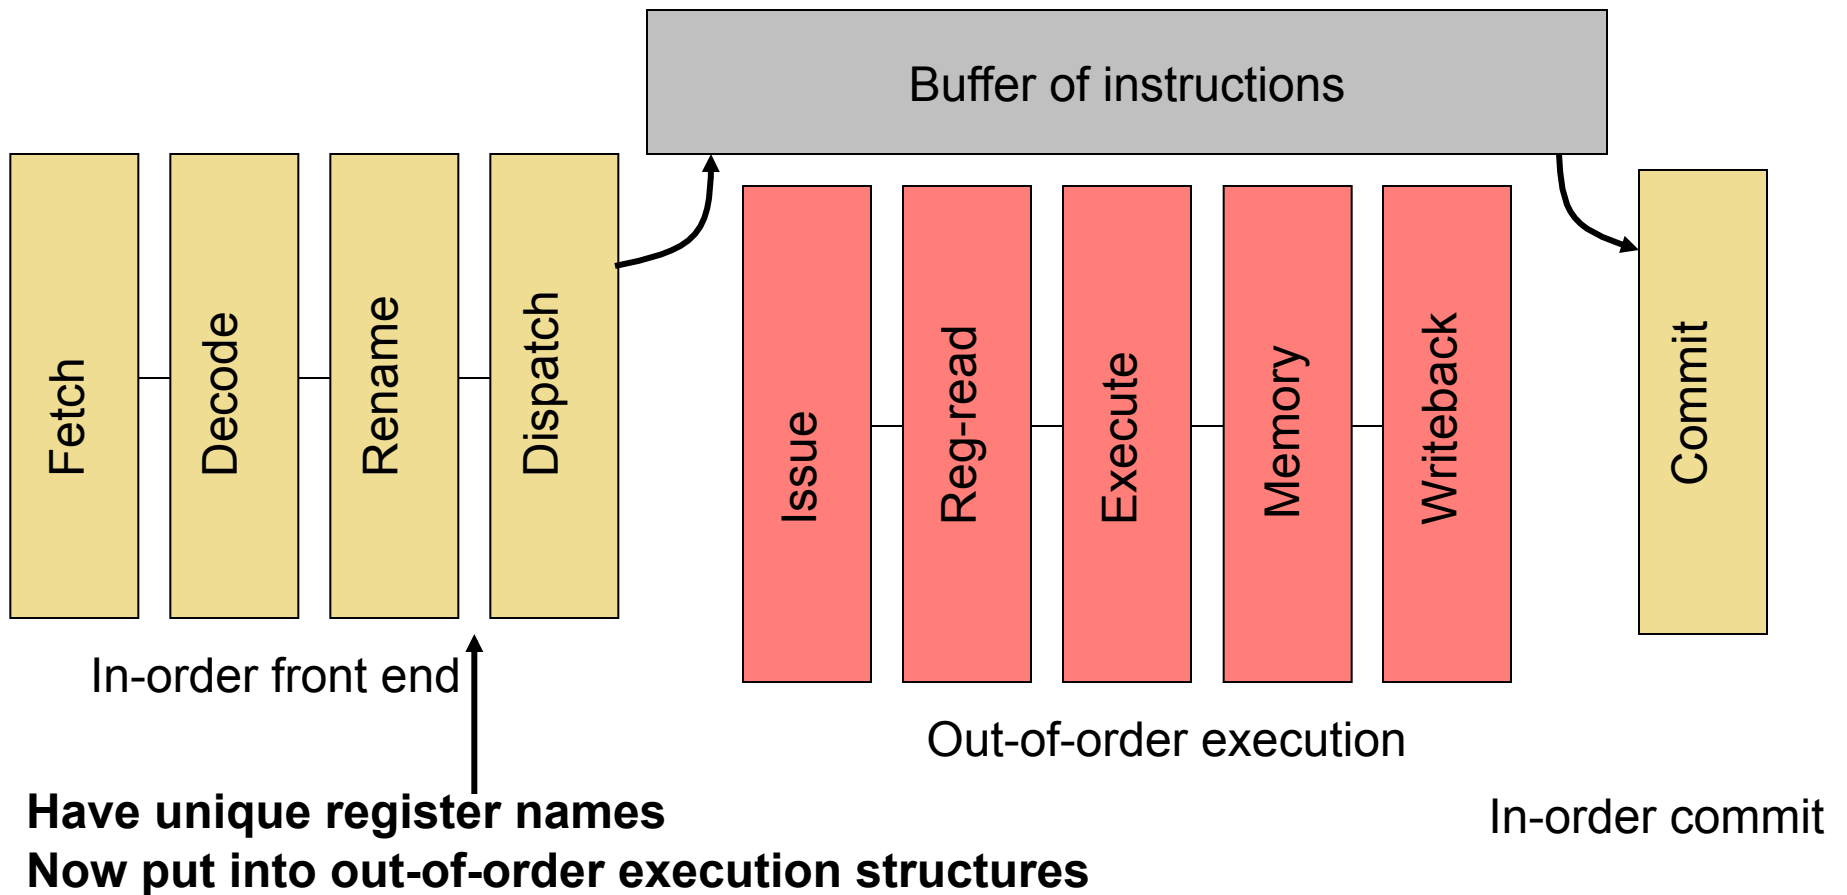 Buffer of instructions
Fetch
Decode
Rename
Dispatch
Issue
Reg-read
Execute
Memory
Writeback
Commit
In-order front end
Out-of-order execution
In-order commit
Have unique register names
Now put into out-of-order execution structures